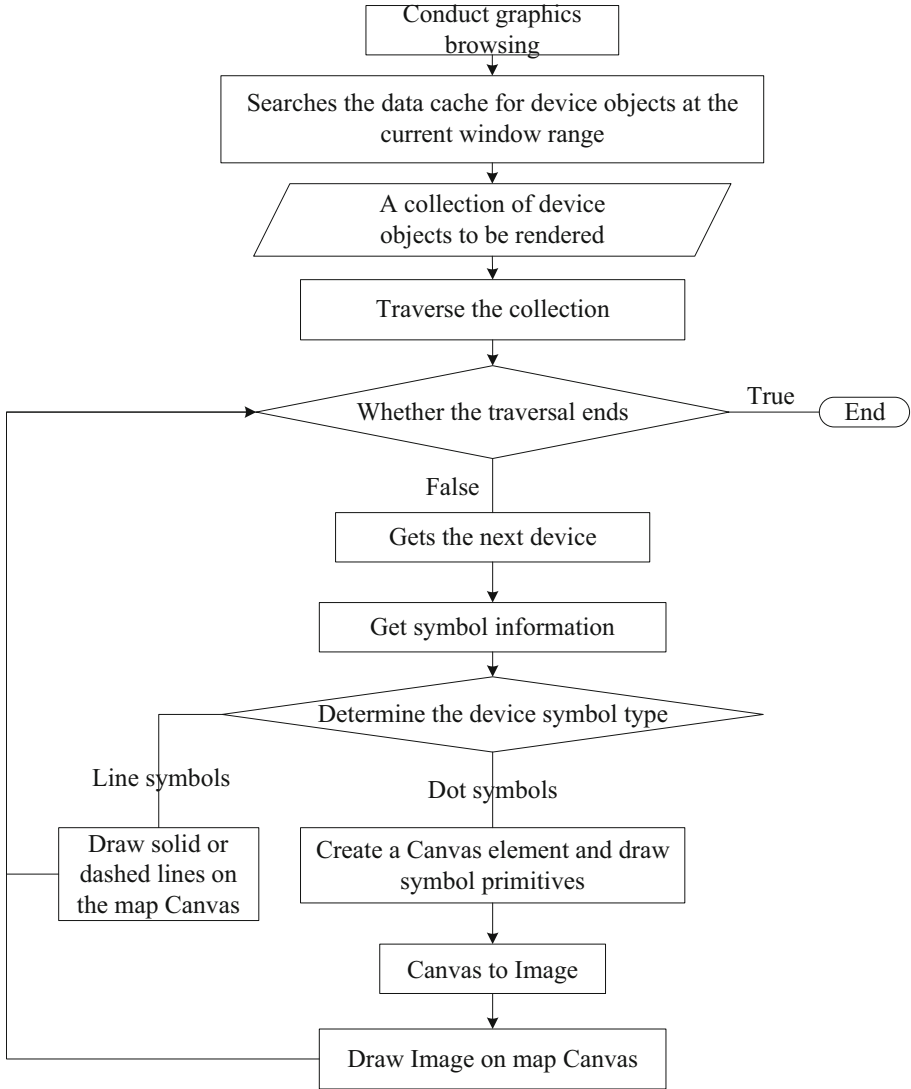 Conduct graphics
browsing
Searches the data cache for device objects at the
current window range
A collection of device
objects to be rendered
Traverse the collection
Whether the traversal ends
True
End
False
Gets the next device
Get symbol information
Determine the device symbol type
Line symbols
Dot symbols
Draw solid or
dashed lines on
the map Canvas
Create a Canvas element and draw
symbol primitives
Canvas to Image
Draw Image on map Canvas